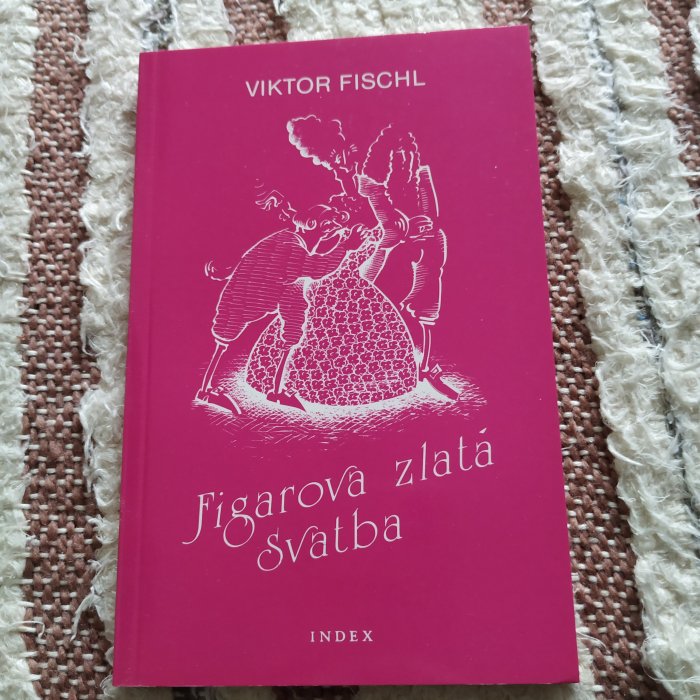 VIKTOR FISCHL
Figarova zlatá
Svatba
INDEX